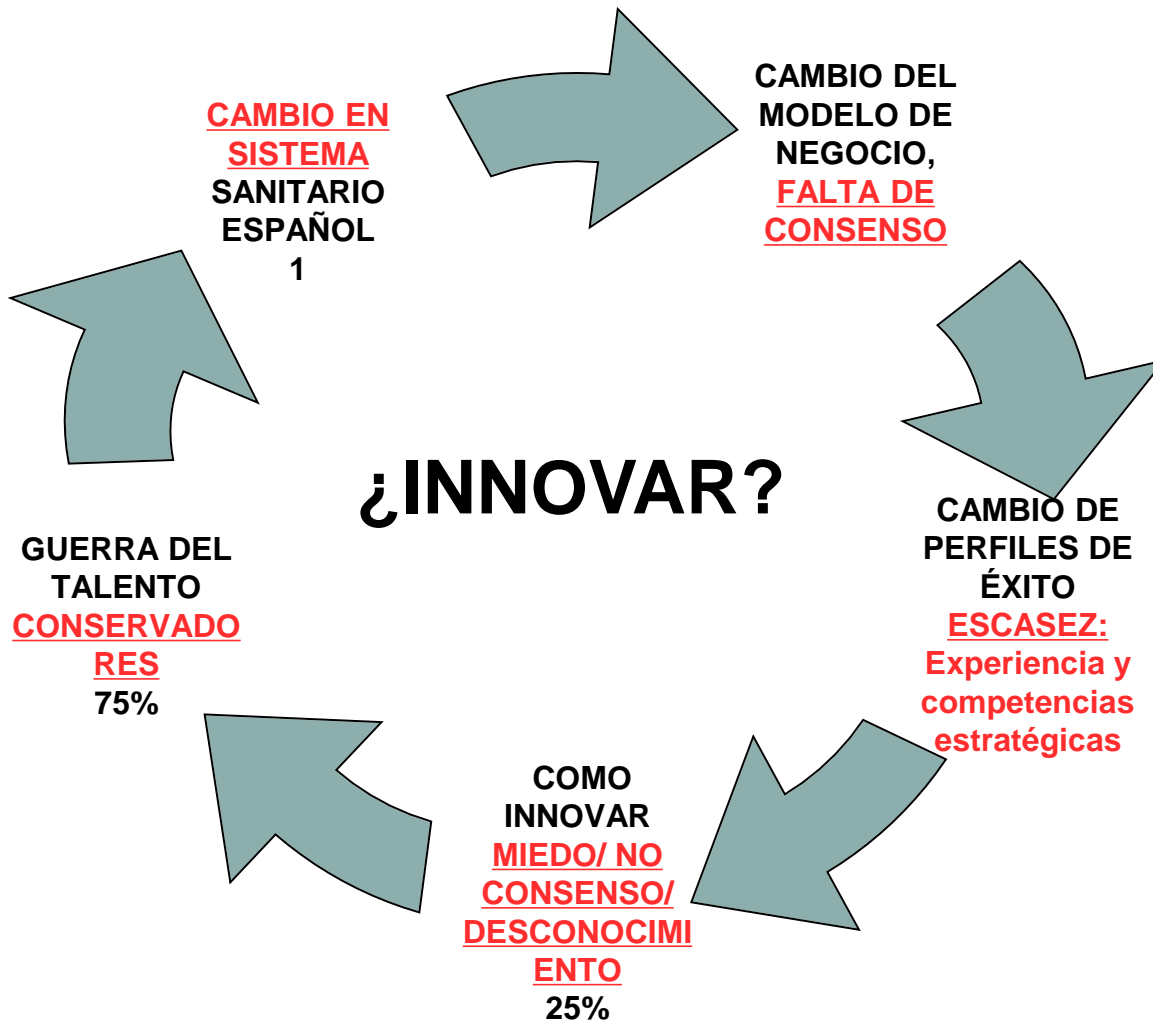 CAMBIO EN
SISTEMA
SANITARIO
ESPAÑOL
1
CAMBIO DEL
MODELO DE
NEGOCIO,
FALTA DE
CONSENSO
¿INNOVAR?
CAMBIO DE
PERFILES DE
ÉXITO
ESCASEZ:
Experiencia y
competencias
estratégicas
COMO
INNOVAR
MIEDO/ NO
CONSENSO/
DESCONOCIMI
ENTO
25%
GUERRA DEL
TALENTO
CONSERVADO
RES
75%